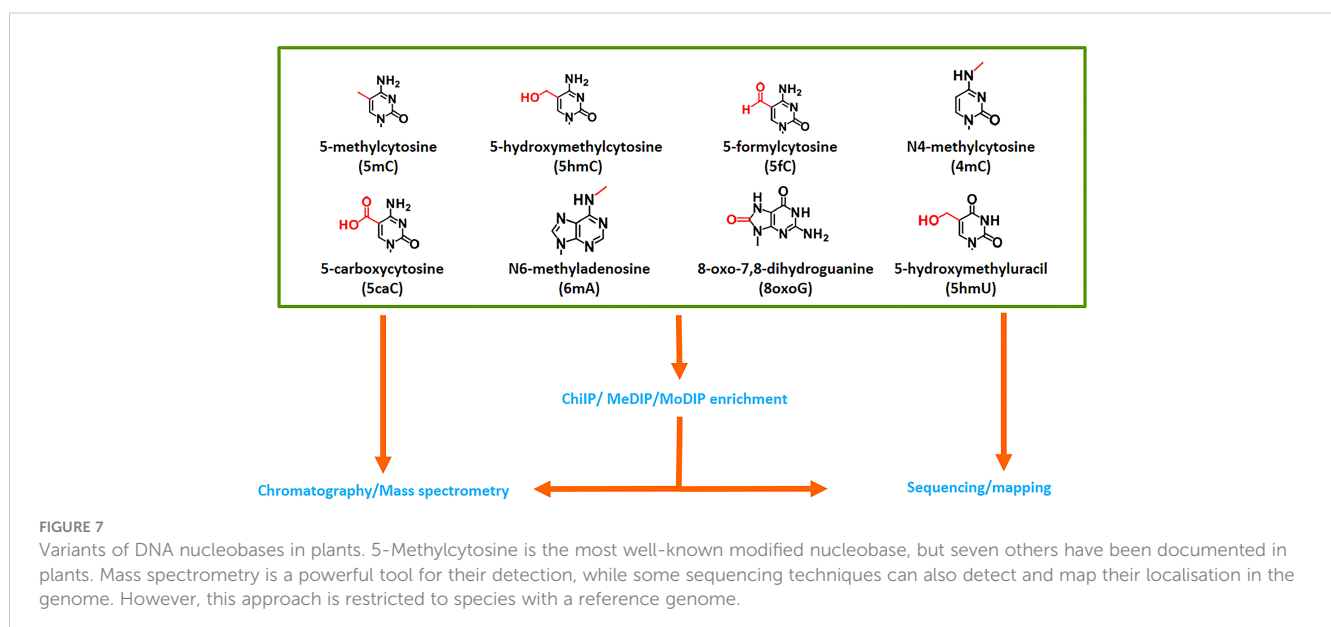 NH₂
N
N
O
5-methylcytosine
(5mC)
HO
NH₂
N
N
O
5-hydroxymethylcytosine
(5hmC)
O
H
NH₂
N
N
O
5-formylcytosine
(5fC)
HN
N
N
O
N4-methylcytosine
(4mC)
O
HO
NH₂
N
N
O
5-carboxycytosine
(5caC)
HN
N
N
N
N
N6-methyladenosine
(6mA)
H
N
O
O
NH
N
N
NH₂
8-oxo-7,8-dihydroguanine
(8oxoG)
HO
O
NH
N
O
5-hydroxymethyluracil
(5hmU)
ChiIP/ MeDIP/MoDIP enrichment
Chromatography/Mass spectrometry
Sequencing/mapping
FIGURE 7
Variants of DNA nucleobases in plants. 5-Methylcytosine is the most well-known modified nucleobase, but seven others have been documented in
plants. Mass spectrometry is a powerful tool for their detection, while some sequencing techniques can also detect and map their localisation in the
genome. However, this approach is restricted to species with a reference genome.